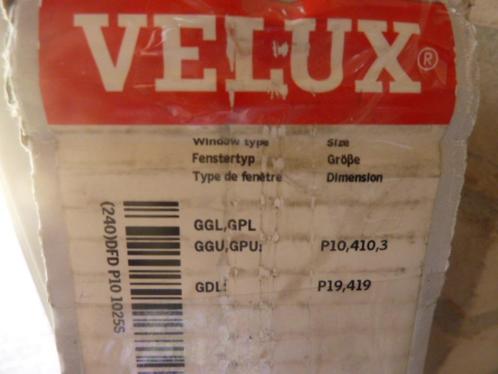 VELUX®
Window type Size
Fenstertyp Größe
Type de fenêtre Dimension
GGL,GPL
GGU,GPU: P10,410,3
GDL: P19,419
(240)DFD P10 1025S